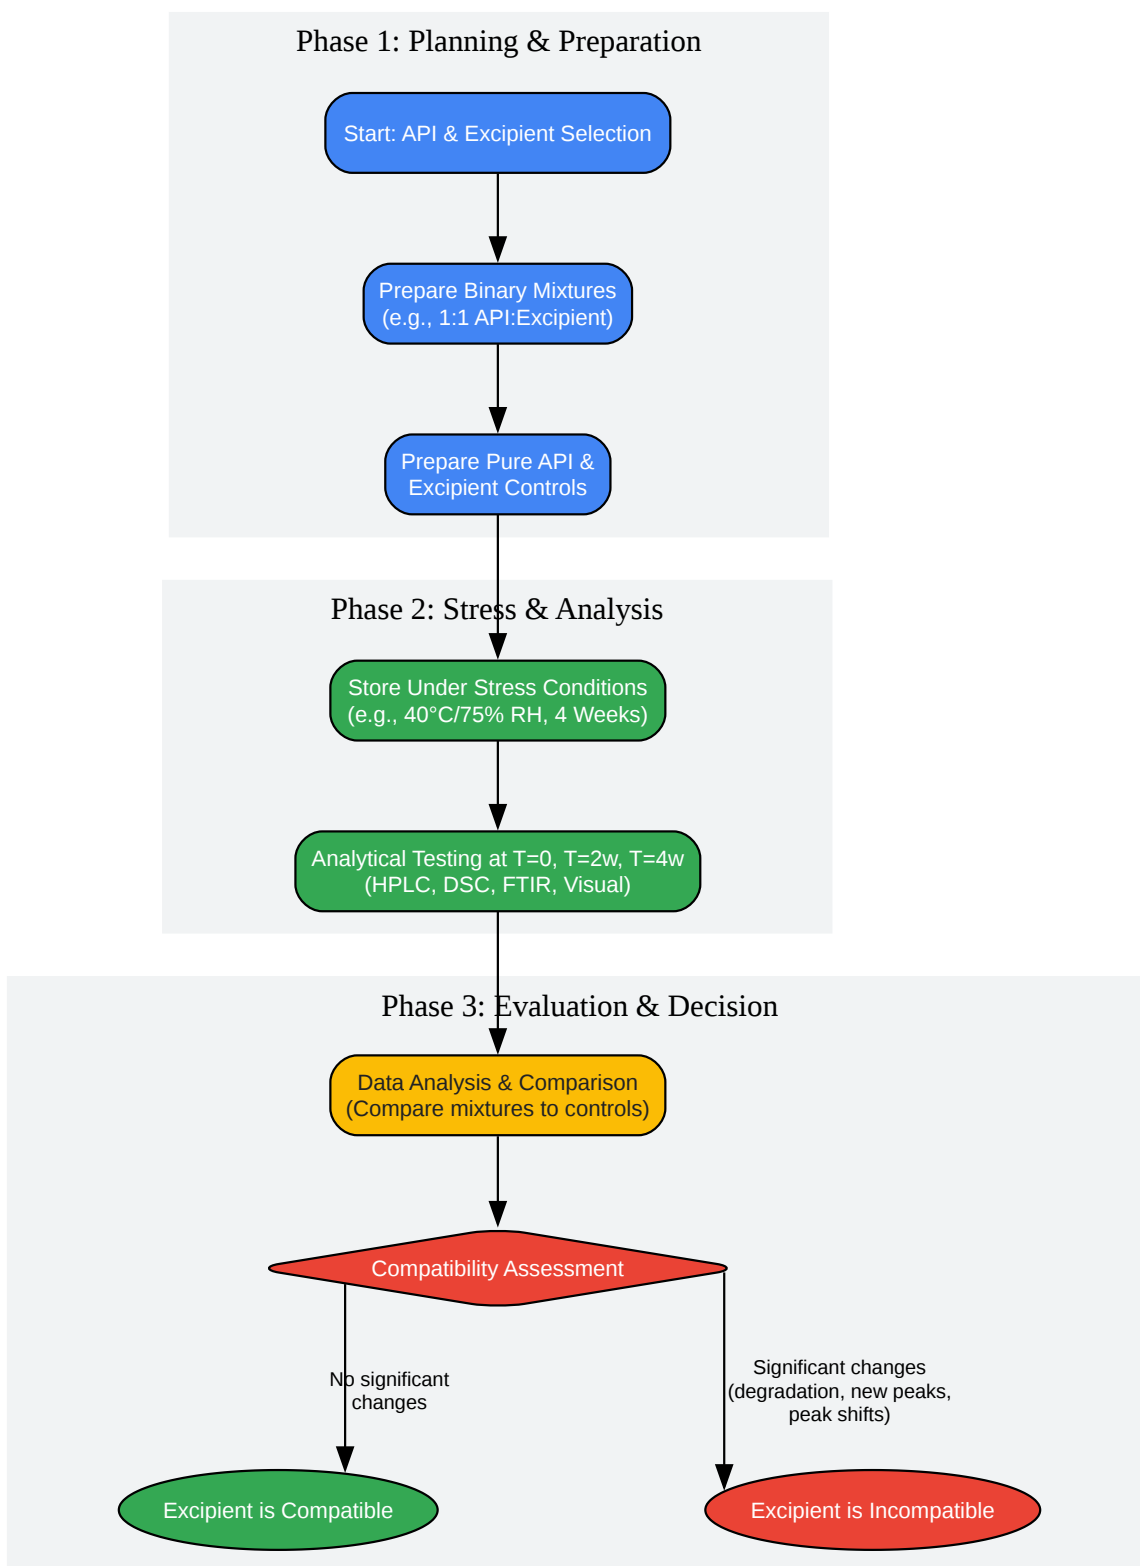 Phase 1: Planning & Preparation
Start: API & Excipient Selection
Prepare Binary Mixtures
(e.g., 1:1 API:Excipient)
Prepare Pure API &
Excipient Controls
Phase 2: Stress & Analysis
Store Under Stress Conditions
(e.g., 40°C/75% RH, 4 Weeks)
Analytical Testing at T=0, T=2w, T=4w
(HPLC, DSC, FTIR, Visual)
Phase 3: Evaluation & Decision
Data Analysis & Comparison
(Compare mixtures to controls)
Compatibility Assessment
No significant
changes
Significant changes
(degradation, new peaks,
peak shifts)
Excipient is Compatible
Excipient is Incompatible